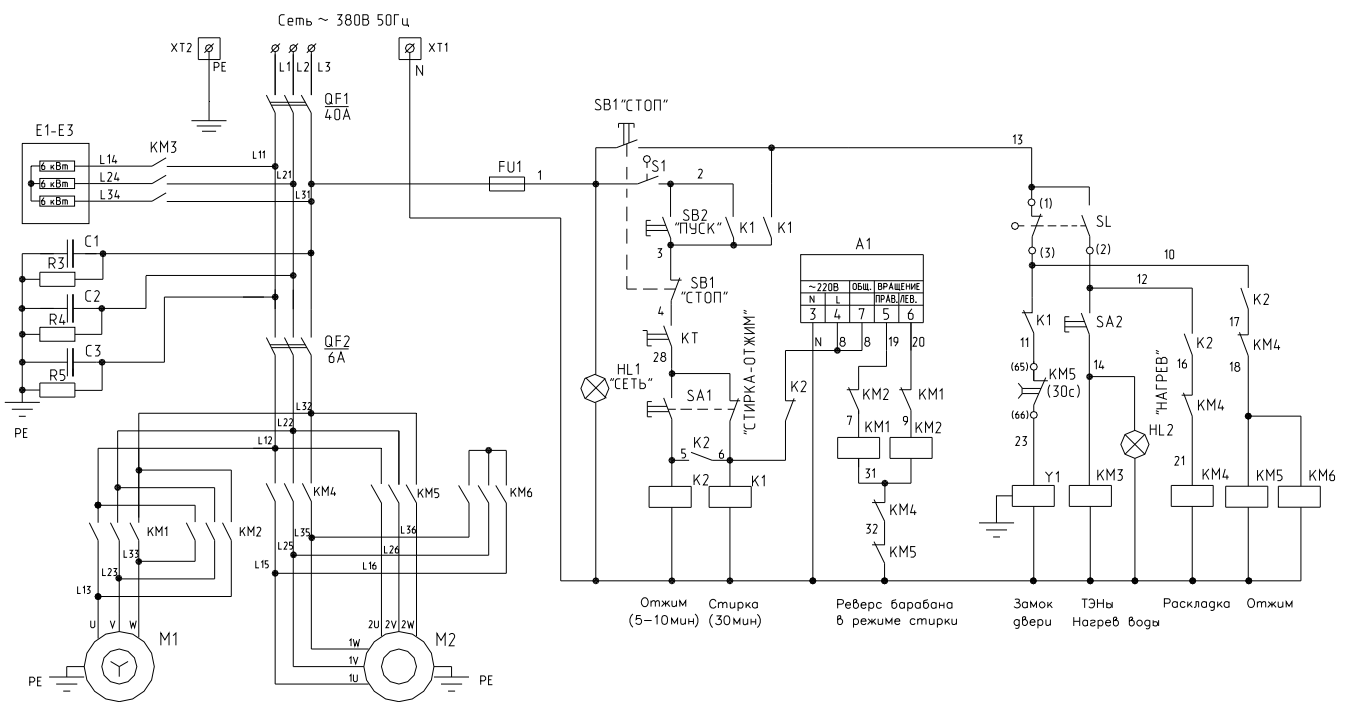 Сеть ~ 380В 50Гц
XT2
PE
L1 L2 L3
XT1
N
QF1
40А
SB1"СТОП"
E1-E3
6 кВт
6 кВт
6 кВт
L14
L24
L34
KM3
L11
L21
L31
FU1
1
S1
2
13
SB2
"ПУСК"
K1
K1
3
SB1
"СТОП"
4
KT
28
SA1
"СТИРКА-ОТЖИМ"
A1
~220В ОБЩ. ВРАЩЕНИЕ
N L ПРАВ. ЛЕВ.
3 4 7 5 6
N 8 8 19 20
(1)
SL
(3)
(2)
10
12
C1
R3
C2
R4
C3
R5
PE
QF2
6А
HL1
"СЕТЬ"
K2
KM2
KM1
7
9
KM1
KM2
31
KM4
32
KM5
K1
11
(65)
KM5
(30с)
(66)
23
Y1
SA2
14
HL2
"НАГРЕВ"
KM3
K2
16
KM4
21
KM4
K2
17
KM4
18
KM5
KM6
K2
5
6
K2
K1
L32
L22
L12
KM1
KM2
KM4
KM5
KM6
L33
L23
L13
L35
L25
L15
L36
L26
L16
U V W
M1
PE
2U 2V 2W
M2
1W
1V
1U
PE
Отжим
(5-10мин)
Стирка
(30мин)
Реверс барабана
в режиме стирки
Замок
двери
ТЭНы
Нагрев воды
Раскладка
Отжим